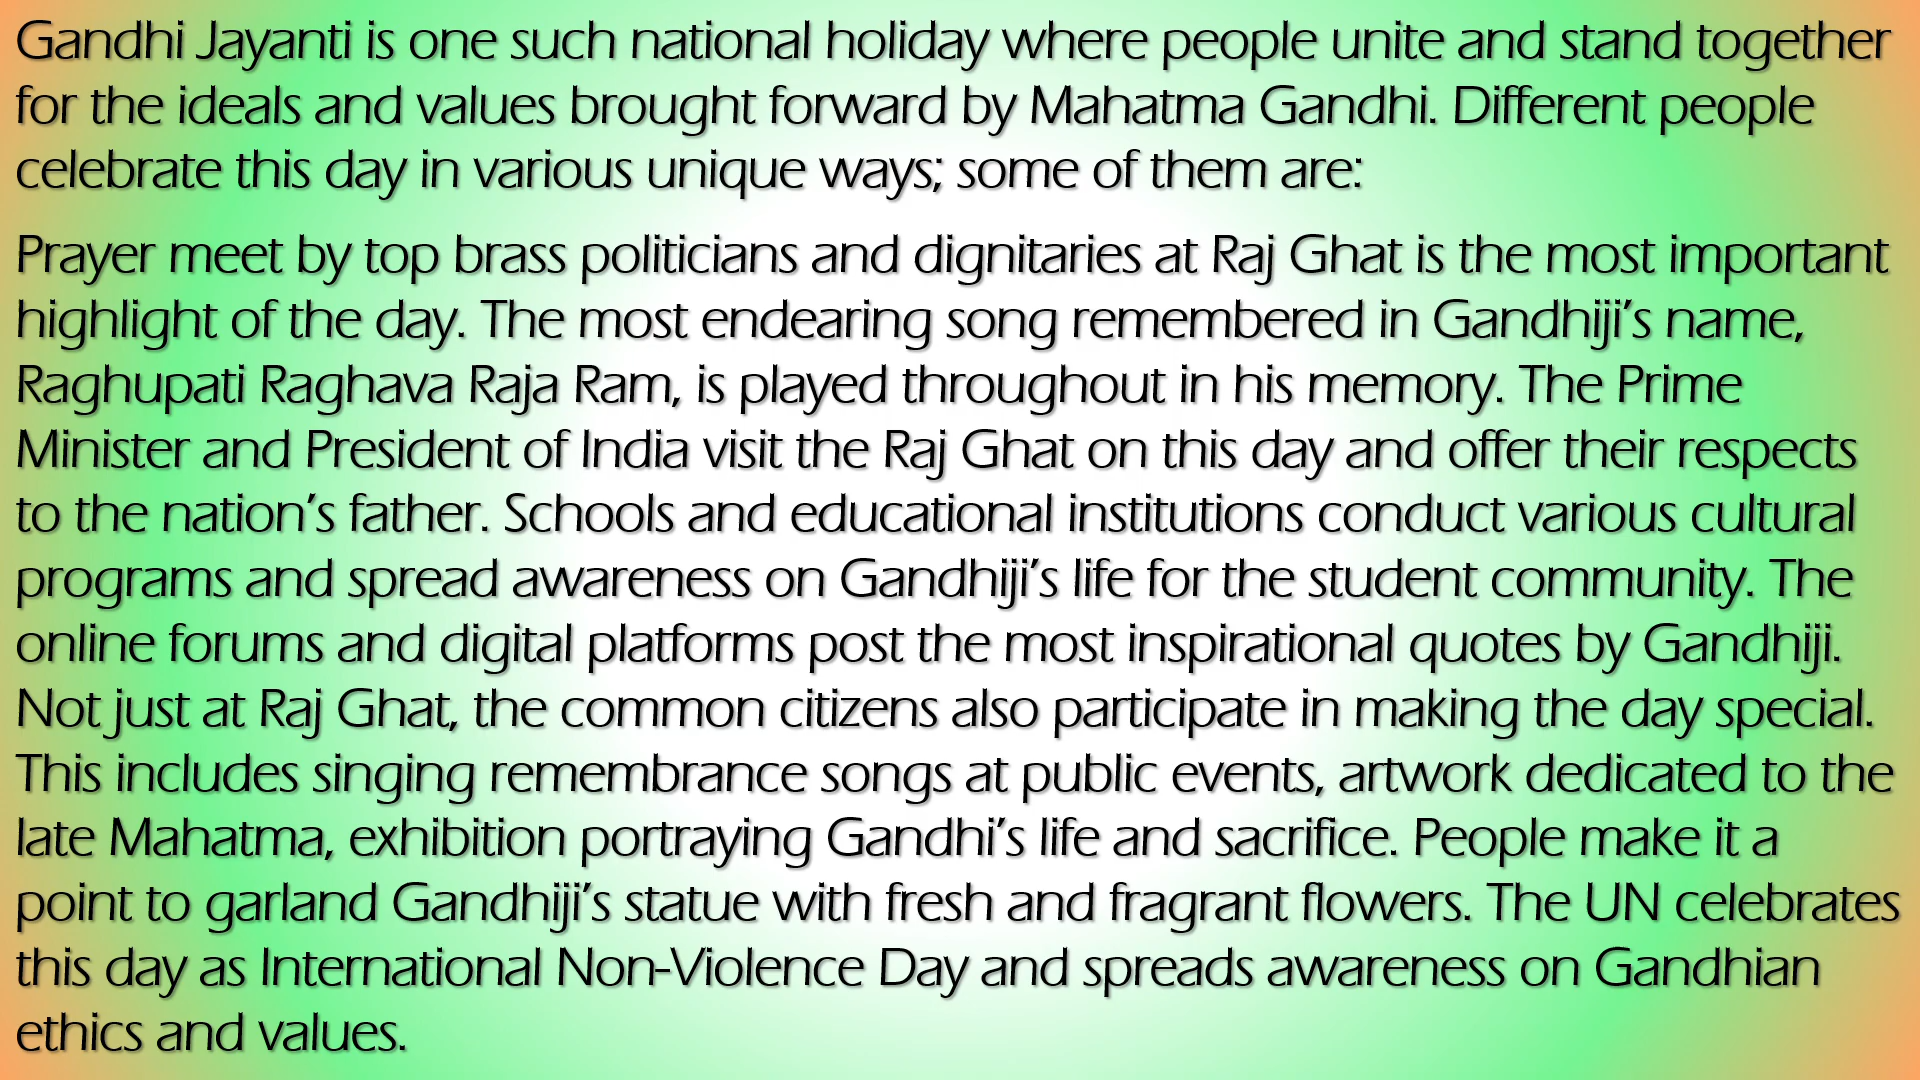 Gandhi Jayanti is one such national holiday where people unite and stand together
for the ideals and values brought forward by Mahatma Gandhi. Different people
celebrate this day in various unique ways; some of them are:
Prayer meet by top brass politicians and dignitaries at Raj Ghat is the most important
highlight of the day. The most endearing song remembered in Gandhiji’s name,
Raghupati Raghava Raja Ram, is played throughout in his memory. The Prime
Minister and President of India visit the Raj Ghat on this day and offer their respects
to the nation’s father. Schools and educational institutions conduct various cultural
programs and spread awareness on Gandhiji’s life for the student community. The
online forums and digital platforms post the most inspirational quotes by Gandhiji.
Not just at Raj Ghat, the common citizens also participate in making the day special.
This includes singing remembrance songs at public events, artwork dedicated to the
late Mahatma, exhibition portraying Gandhi’s life and sacrifice. People make it a
point to garland Gandhiji’s statue with fresh and fragrant flowers. The UN celebrates
this day as International Non-Violence Day and spreads awareness on Gandhian
ethics and values.